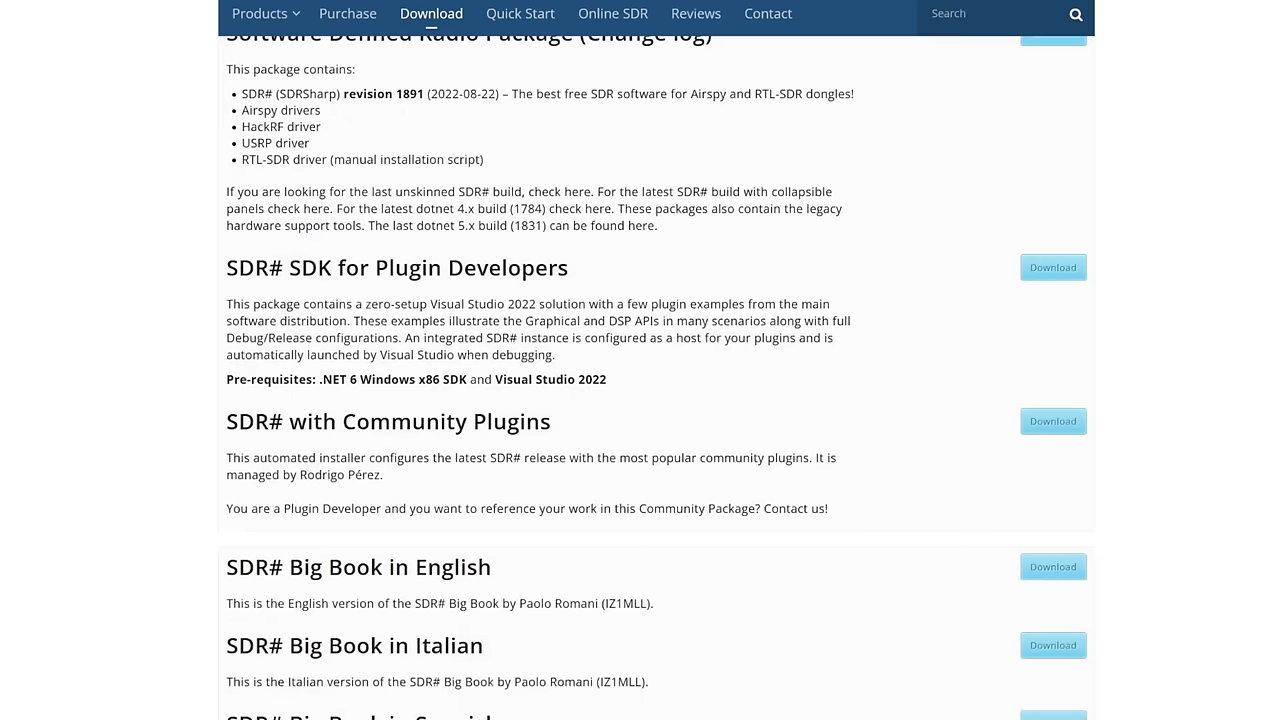 Products Purchase Download Quick Start Online SDR Reviews Contact Search
Software Defined Radio Package (Change log)
This package contains:
• SDR# (SDRSharp) revision 1891 (2022-08-22) – The best free SDR software for Airspy and RTL-SDR dongles!
• Airspy drivers
• HackRF driver
• USRP driver
• RTL-SDR driver (manual installation script)
If you are looking for the last unskinned SDR# build, check here. For the latest SDR# build with collapsible
panels check here. For the latest dotnet 4.x build (1784) check here. These packages also contain the legacy
hardware support tools. The last dotnet 5.x build (1831) can be found here.
SDR# SDK for Plugin Developers Download
This package contains a zero-setup Visual Studio 2022 solution with a few plugin examples from the main
software distribution. These examples illustrate the Graphical and DSP APIs in many scenarios along with full
Debug/Release configurations. An integrated SDR# instance is configured as a host for your plugins and is
automatically launched by Visual Studio when debugging.
Pre-requisites: .NET 6 Windows x86 SDK and Visual Studio 2022
SDR# with Community Plugins Download
This automated installer configures the latest SDR# release with the most popular community plugins. It is
managed by Rodrigo Pérez.
You are a Plugin Developer and you want to reference your work in this Community Package? Contact us!
SDR# Big Book in English Download
This is the English version of the SDR# Big Book by Paolo Romani (IZ1MLL).
SDR# Big Book in Italian Download
This is the Italian version of the SDR# Big Book by Paolo Romani (IZ1MLL).
SDR# Big Book in Spanish